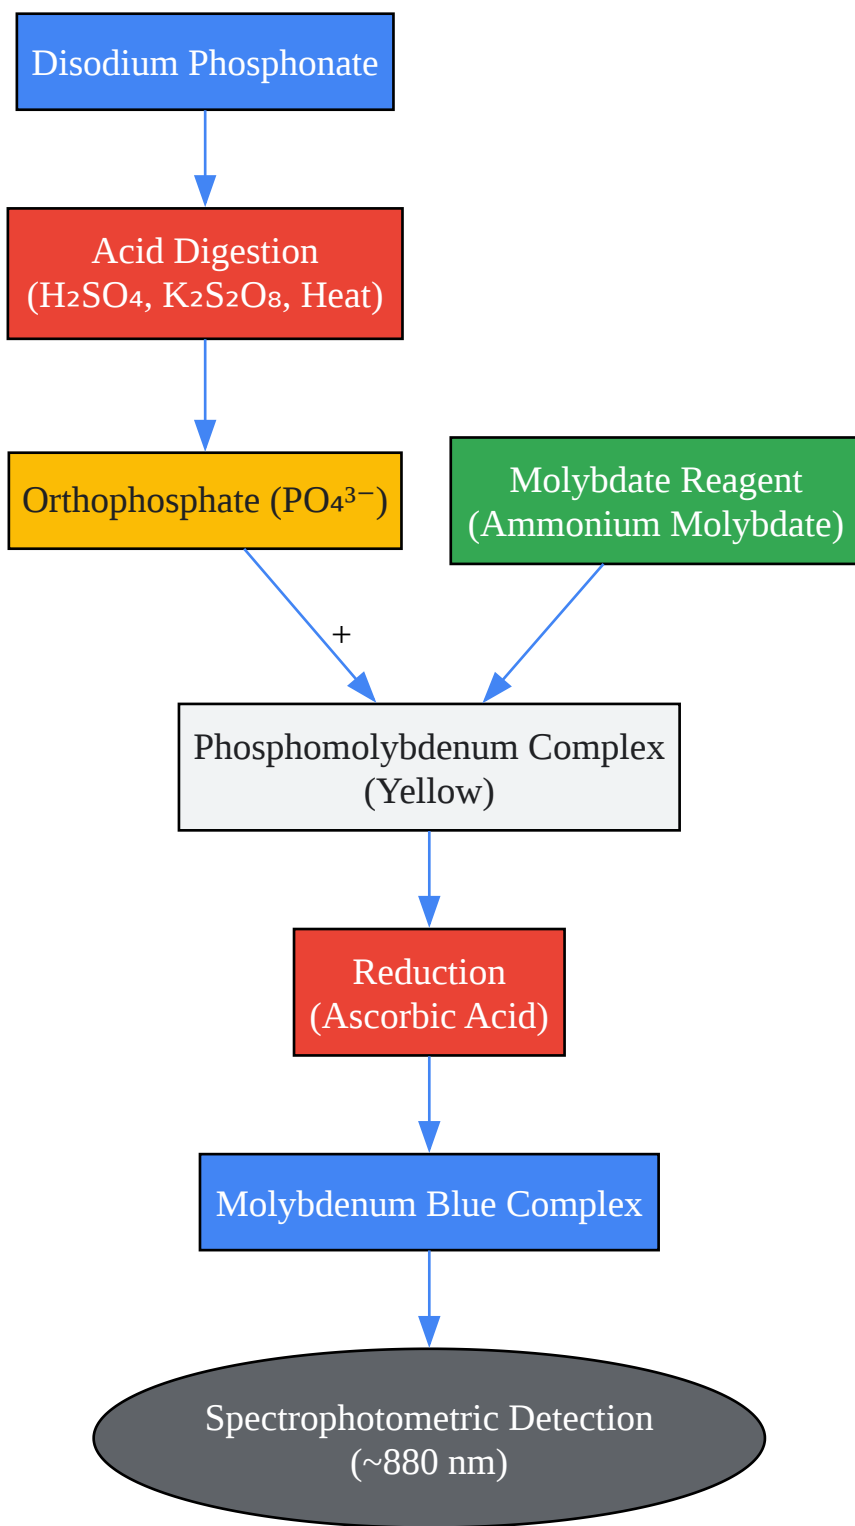 Disodium Phosphonate
Acid Digestion
(H₂SO₄, K₂S₂O₈, Heat)
Orthophosphate (PO₄³⁻)
Molybdate Reagent
(Ammonium Molybdate)
+
Phosphomolybdenum Complex
(Yellow)
Reduction
(Ascorbic Acid)
Molybdenum Blue Complex
Spectrophotometric Detection
(~880 nm)